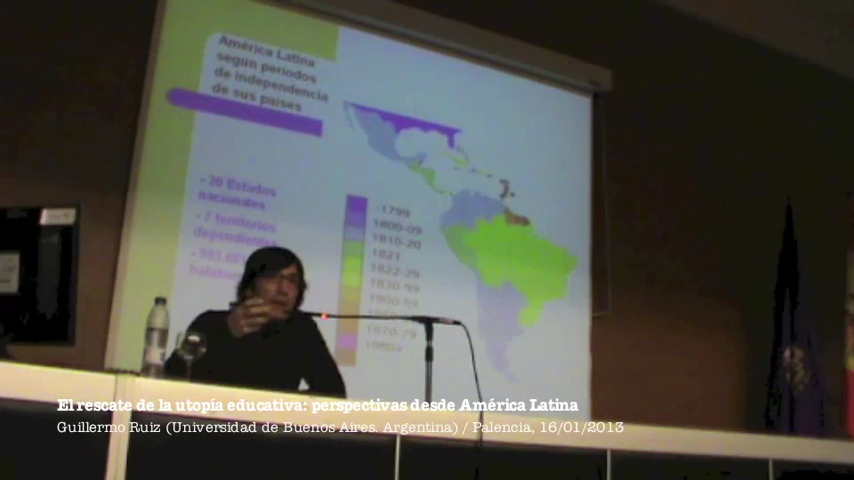 América Latina
según períodos
de independencia
de sus países
- 20 Estados
nacionales
- 7 territorios
dependientes
-1799
1800-09
1810-20
1821
1822-29
1830-99
1900-59
1970-79
1980+
El rescate de la utopía educativa: perspectivas desde América Latina
Guillermo Ruiz (Universidad de Buenos Aires. Argentina) / Palencia, 16/01/2013